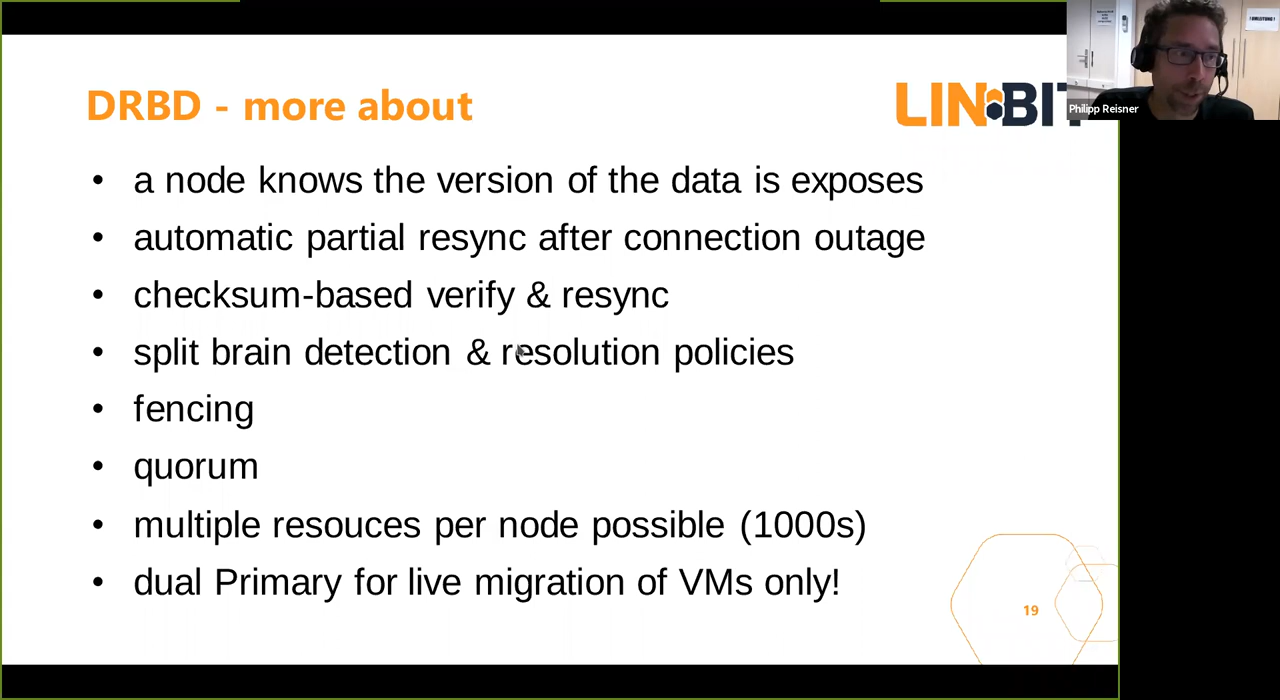 DRBD - more about
LINBIT
Philipp Reisner
• a node knows the version of the data is exposes
• automatic partial resync after connection outage
• checksum-based verify & resync
• split brain detection & resolution policies
• fencing
• quorum
• multiple resouces per node possible (1000s)
• dual Primary for live migration of VMs only!
19